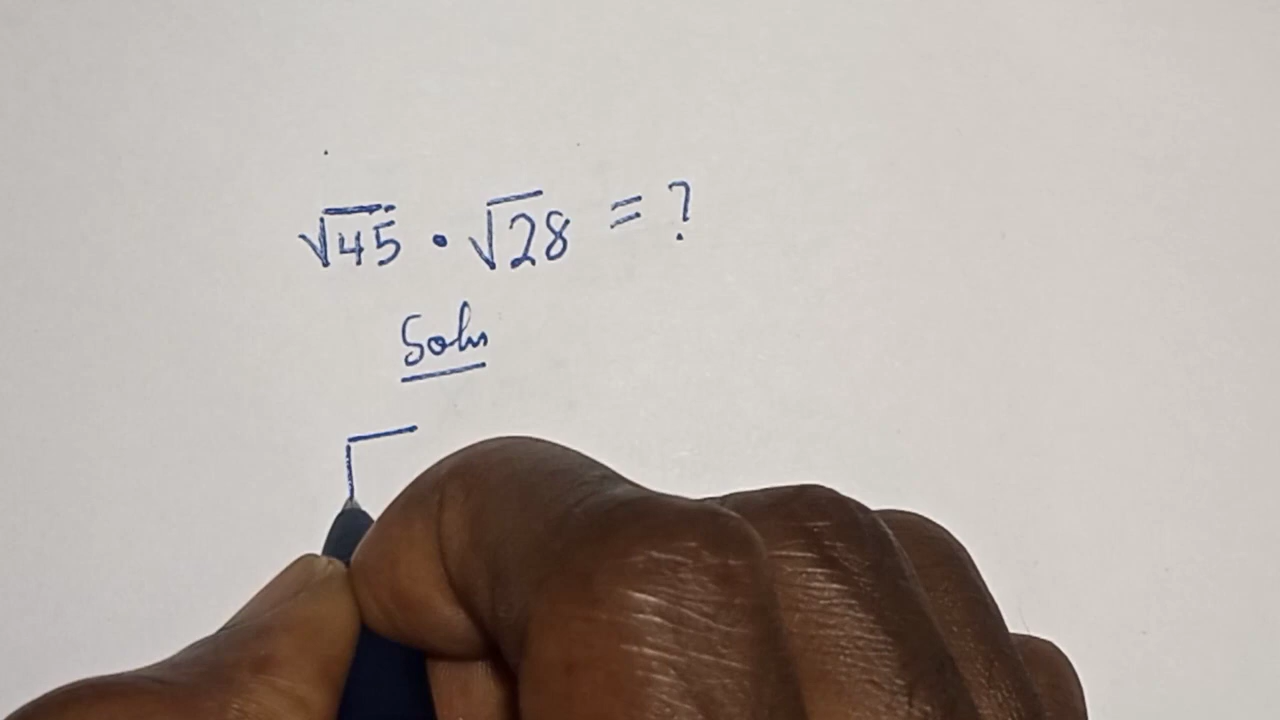 √45 · √28 = ?
Soln